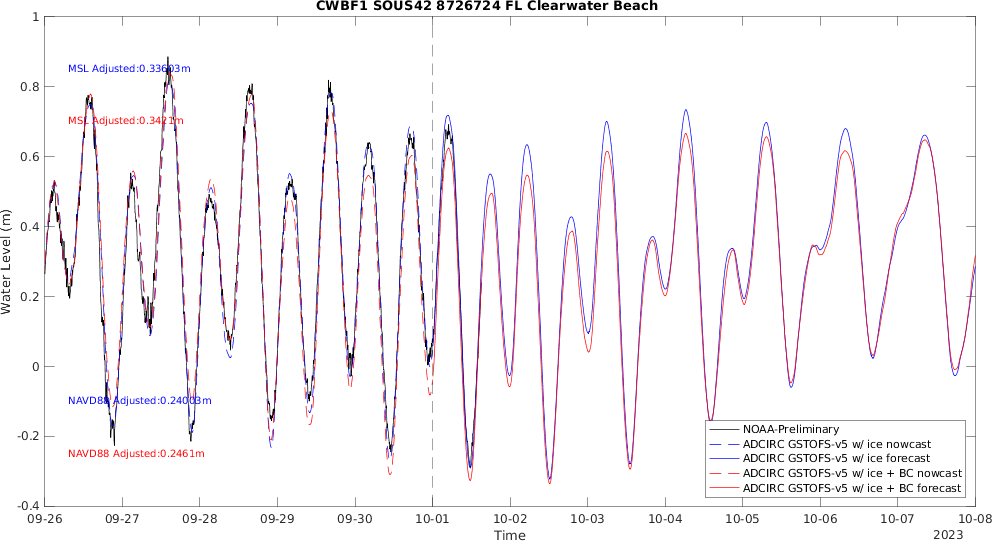 CWBF1 SOUS42 8726724 FL Clearwater Beach
Water Level (m)
1
0.8
0.6
0.4
0.2
0
-0.2
-0.4
MSL Adjusted:0.33603m
MSL Adjusted:0.3421m
NAVD88 Adjusted:0.24003m
NAVD88 Adjusted:0.2461m
NOAA-Preliminary
ADCIRC GSTOFS-v5 w/ ice nowcast
ADCIRC GSTOFS-v5 w/ ice forecast
ADCIRC GSTOFS-v5 w/ ice + BC nowcast
ADCIRC GSTOFS-v5 w/ ice + BC forecast
09-26 09-27 09-28 09-29 09-30 10-01 10-02 10-03 10-04 10-05 10-06 10-07 10-08
Time
2023